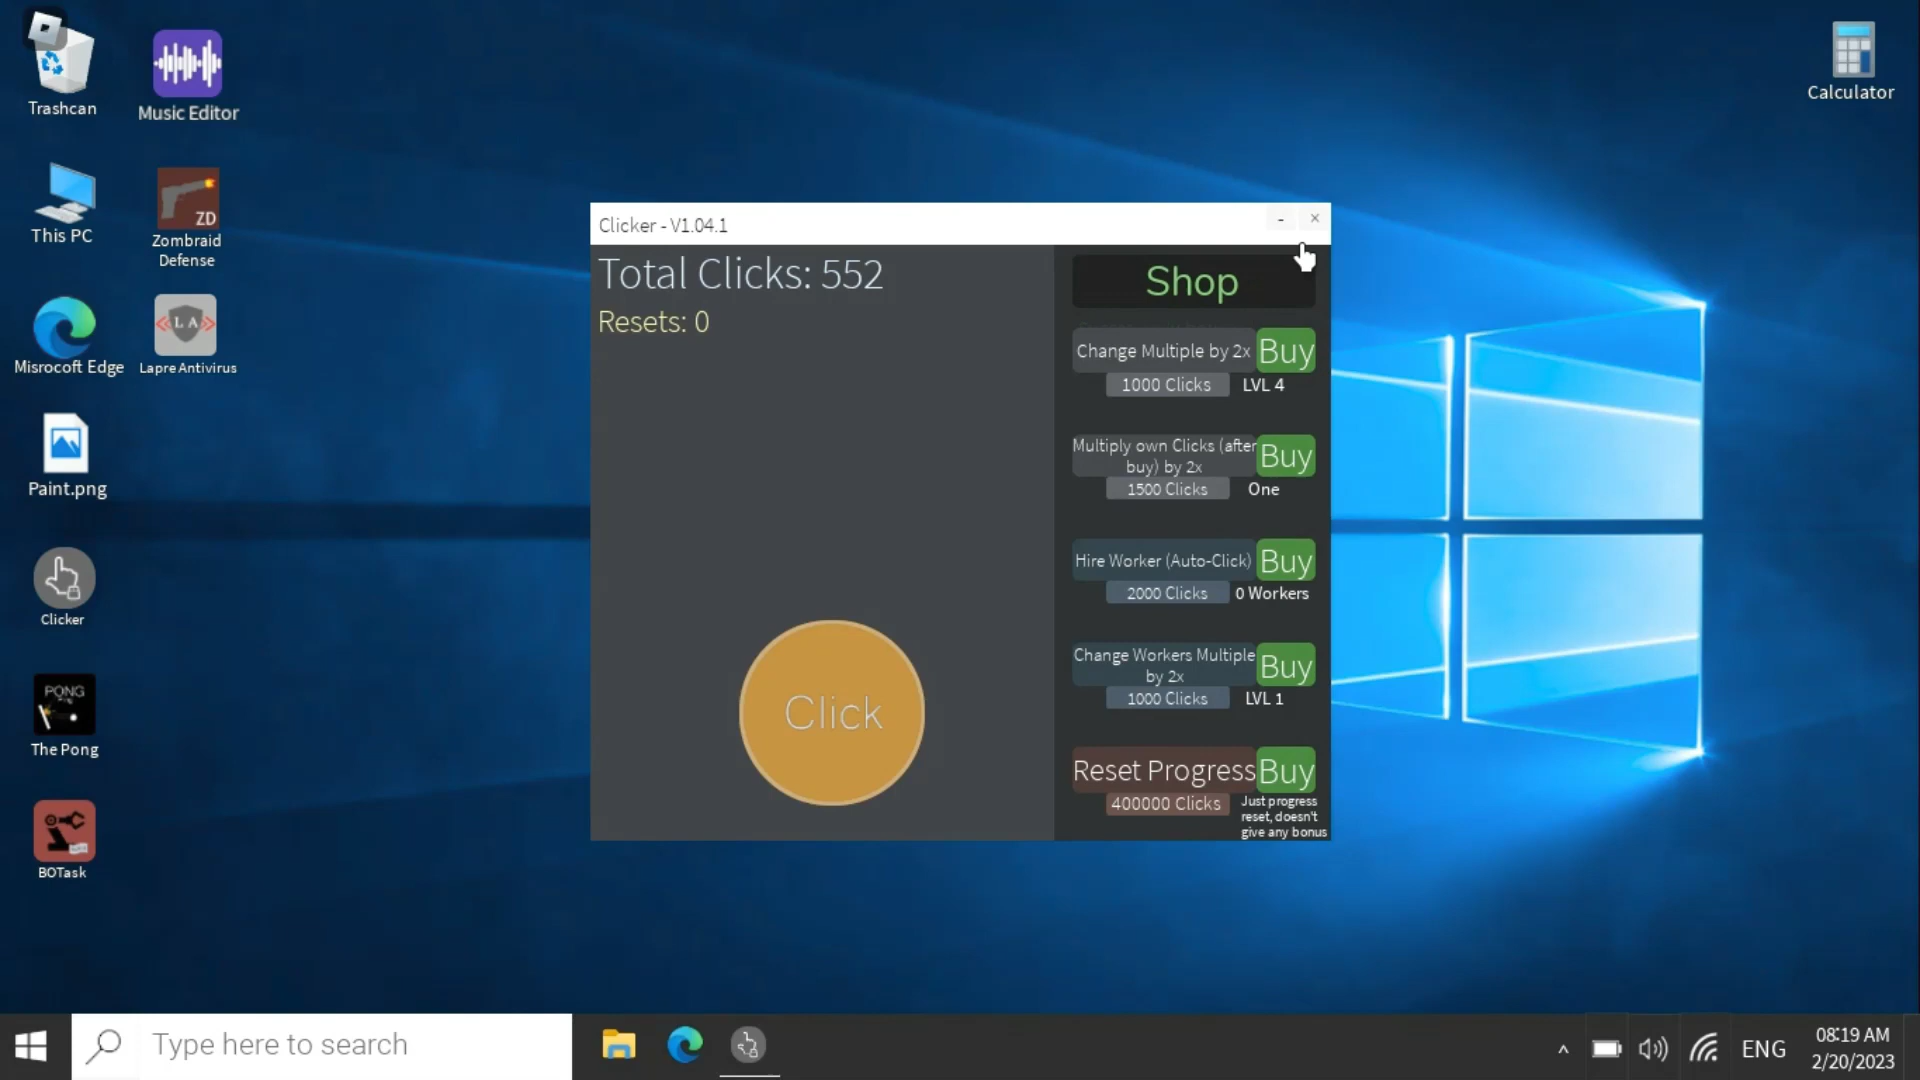 Trashcan
Music Editor
Calculator
This PC
ZD
Zombraid
Defense
Misrocoft Edge
LA
Lapre Antivirus
Paint.png
Clicker
PONG
The Pong
BOTask
Clicker - V1.04.1
- ×
Total Clicks: 552
Resets: 0
Click
Shop
Change Multiple by 2x
Buy
1000 Clicks
LVL 4
Multiply own Clicks (after
buy) by 2x
Buy
1500 Clicks
One
Hire Worker (Auto-Click)
Buy
2000 Clicks
0 Workers
Change Workers Multiple
by 2x
Buy
1000 Clicks
LVL 1
Reset Progress
Buy
400000 Clicks
Just progress
reset, doesn't
give any bonus
Type here to search
ENG
08:19 AM
2/20/2023